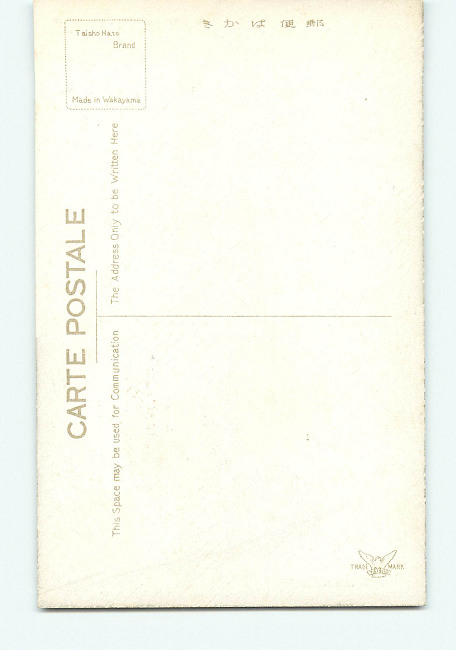 きかは便郵
Taisho Hato
Brand
Made in Wakayama
CARTE POSTALE
The Address Only to be Written Here
This Space may be used for Communication
TRADE MARK